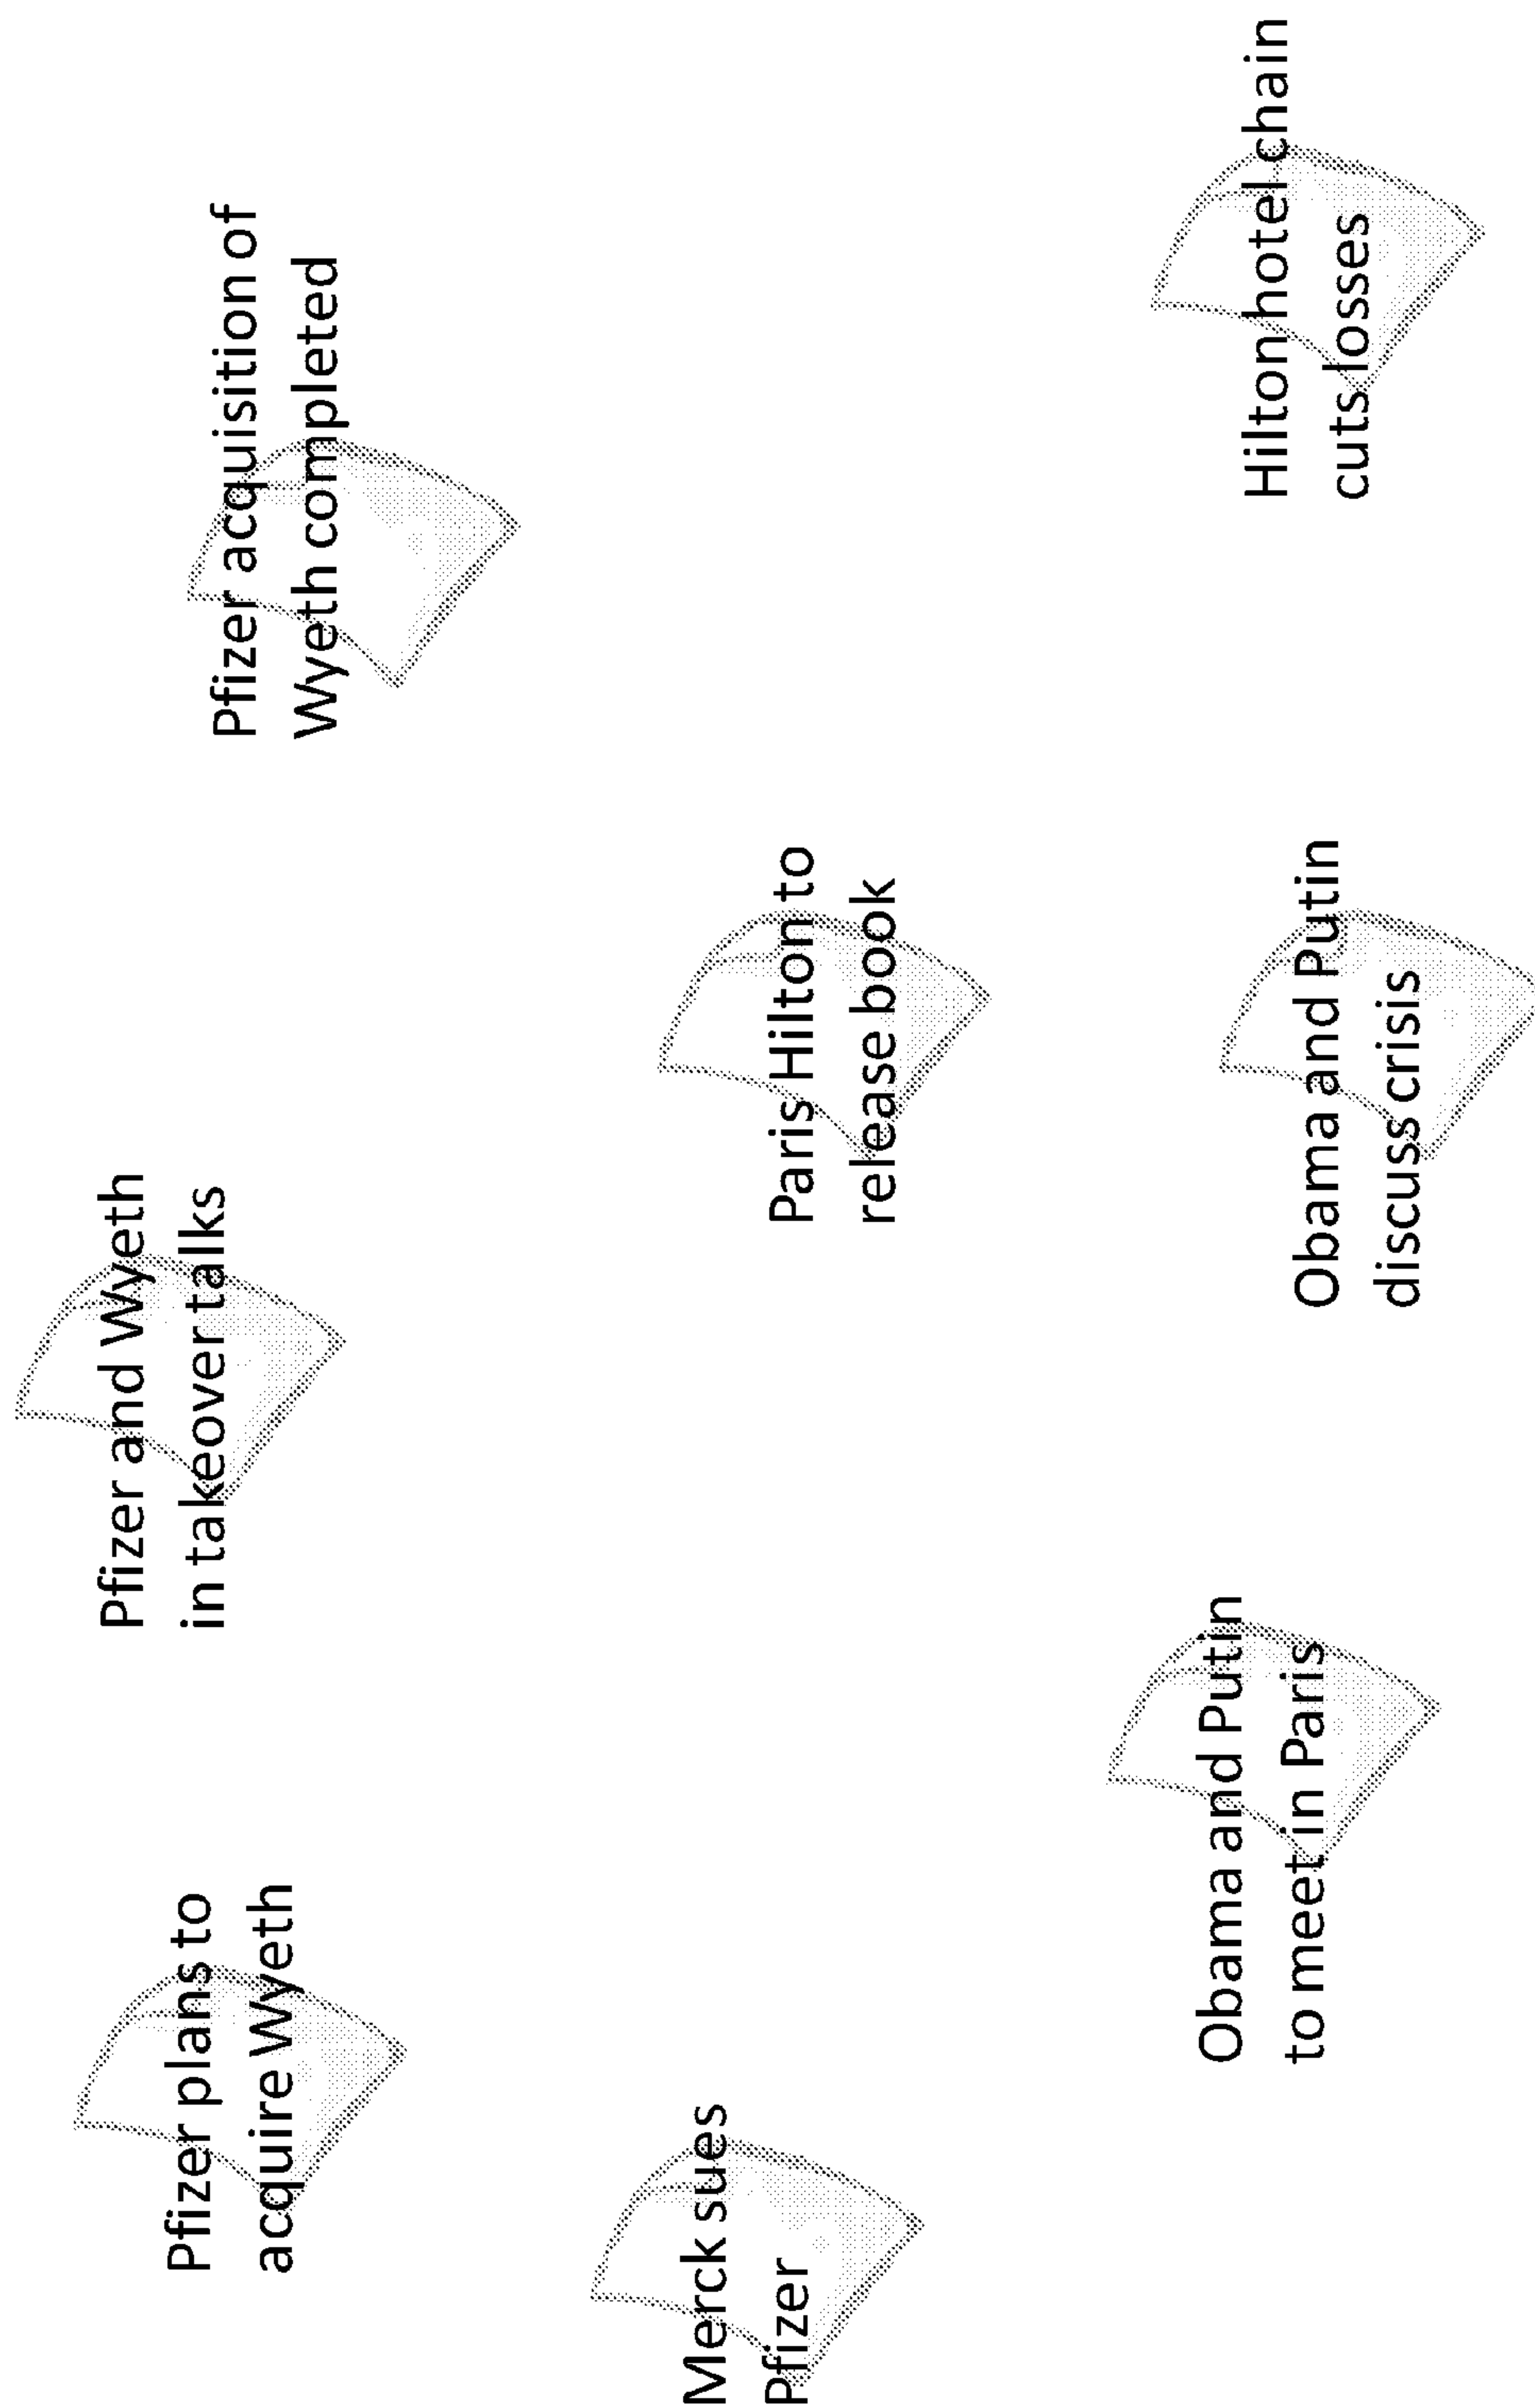 Pfizer plans to
acquire Wyeth
Pfizer and Wyeth
in takeover talks
Pfizer acquisition of
Wyeth completed
Merck sues
Pfizer
Paris Hilton to
release book
Obama and Putin
to meet in Paris
Obama and Putin
discuss crisis
Hilton hotel chain
cuts losses